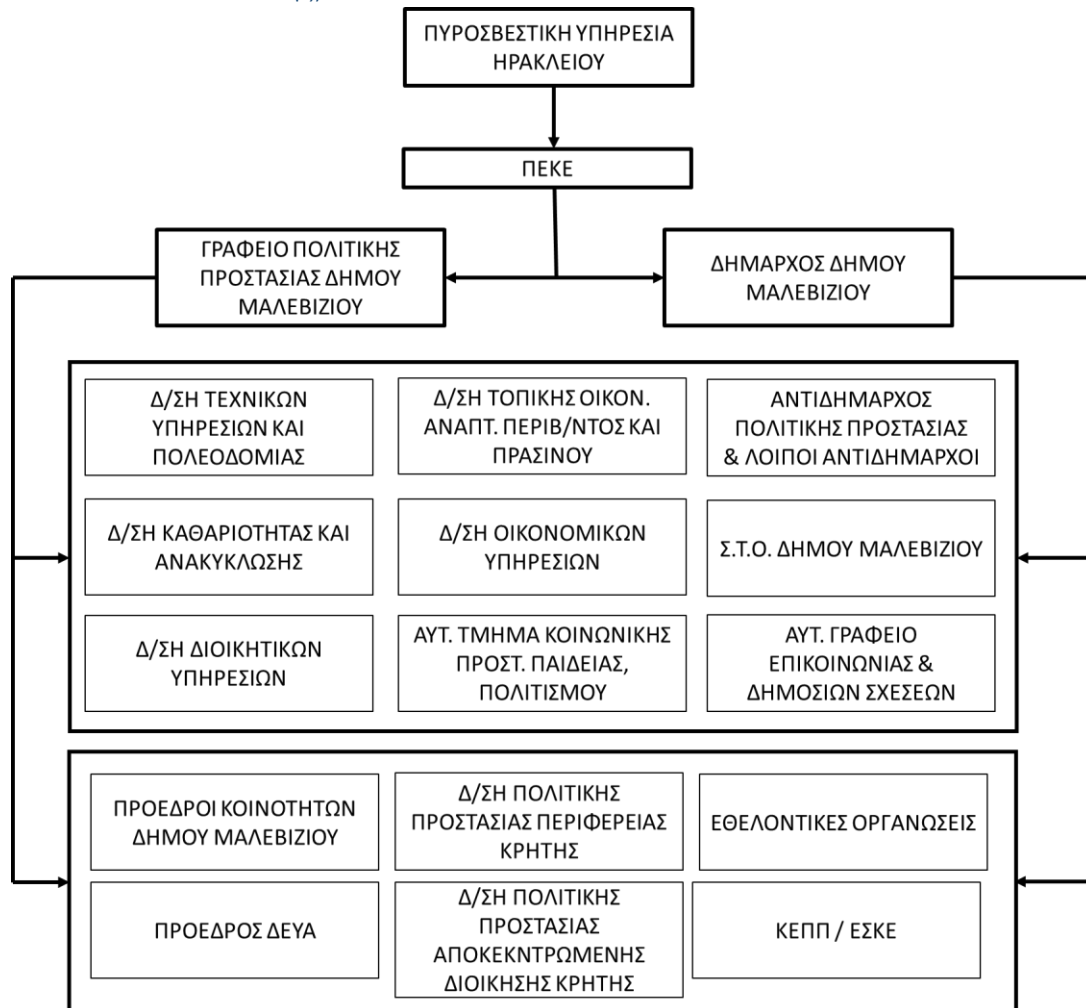 ΠΥΡΟΣΒΕΣΤΙΚΗ ΥΠΗΡΕΣΙΑ
ΗΡΑΚΛΕΙΟΥ
ΠΕΚΕ
ΓΡΑΦΕΙΟ ΠΟΛΙΤΙΚΗΣ
ΠΡΟΣΤΑΣΙΑΣ ΔΗΜΟΥ
ΜΑΛΕΒΙΖΙΟΥ
ΔΗΜΑΡΧΟΣ ΔΗΜΟΥ
ΜΑΛΕΒΙΖΙΟΥ
Δ/ΣΗ ΤΕΧΝΙΚΩΝ
ΥΠΗΡΕΣΙΩΝ ΚΑΙ
ΠΟΛΕΟΔΟΜΙΑΣ
Δ/ΣΗ ΤΟΠΙΚΗΣ ΟΙΚΟΝ.
ΑΝΑΠΤ. ΠΕΡΙΒ/ΝΤΟΣ ΚΑΙ
ΠΡΑΣΙΝΟΥ
ΑΝΤΙΔΗΜΑΡΧΟΣ
ΠΟΛΙΤΙΚΗΣ ΠΡΟΣΤΑΣΙΑΣ
& ΛΟΙΠΟΙ ΑΝΤΙΔΗΜΑΡΧΟΙ
Δ/ΣΗ ΚΑΘΑΡΙΟΤΗΤΑΣ ΚΑΙ
ΑΝΑΚΥΚΛΩΣΗΣ
Δ/ΣΗ ΟΙΚΟΝΟΜΙΚΩΝ
ΥΠΗΡΕΣΙΩΝ
Σ.Τ.Ο. ΔΗΜΟΥ ΜΑΛΕΒΙΖΙΟΥ
Δ/ΣΗ ΔΙΟΙΚΗΤΙΚΩΝ
ΥΠΗΡΕΣΙΩΝ
ΑΥΤ. ΤΜΗΜΑ ΚΟΙΝΩΝΙΚΗΣ
ΠΡΟΣΤ. ΠΑΙΔΕΙΑΣ,
ΠΟΛΙΤΙΣΜΟΥ
ΑΥΤ. ΓΡΑΦΕΙΟ
ΕΠΙΚΟΙΝΩΝΙΑΣ &
ΔΗΜΟΣΙΩΝ ΣΧΕΣΕΩΝ
ΠΡΟΕΔΡΟΙ ΚΟΙΝΟΤΗΤΩΝ
ΔΗΜΟΥ ΜΑΛΕΒΙΖΙΟΥ
Δ/ΣΗ ΠΟΛΙΤΙΚΗΣ
ΠΡΟΣΤΑΣΙΑΣ ΠΕΡΙΦΕΡΕΙΑΣ
ΚΡΗΤΗΣ
ΕΘΕΛΟΝΤΙΚΕΣ ΟΡΓΑΝΩΣΕΙΣ
ΠΡΟΕΔΡΟΣ ΔΕΥΑ
Δ/ΣΗ ΠΟΛΙΤΙΚΗΣ
ΠΡΟΣΤΑΣΙΑΣ
ΑΠΟΚΕΚΝΤΡΩΜΕΝΗΣ
ΔΙΟΙΚΗΣΗΣ ΚΡΗΤΗΣ
ΚΕΠΠ / ΕΣΚΕ